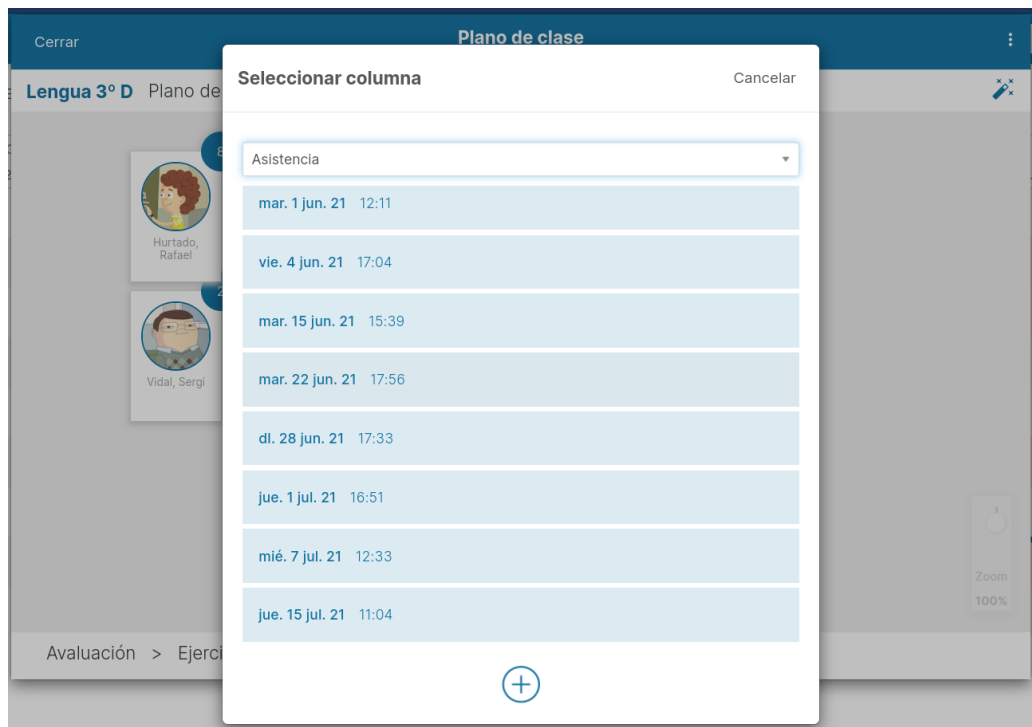 Cerrar
Plano de clase
Lengua 3º D Plano de
Seleccionar columna
Cancelar
Asistencia
mar. 1 jun. 21 12:11
vie. 4 jun. 21 17:04
mar. 15 jun. 21 15:39
mar. 22 jun. 21 17:56
dl. 28 jun. 21 17:33
jue. 1 jul. 21 16:51
mié. 7 jul. 21 12:33
jue. 15 jul. 21 11:04
Hurtado,
Rafael
Vidal, Sergi
Zoom
100%
Avaluación > Ejerci